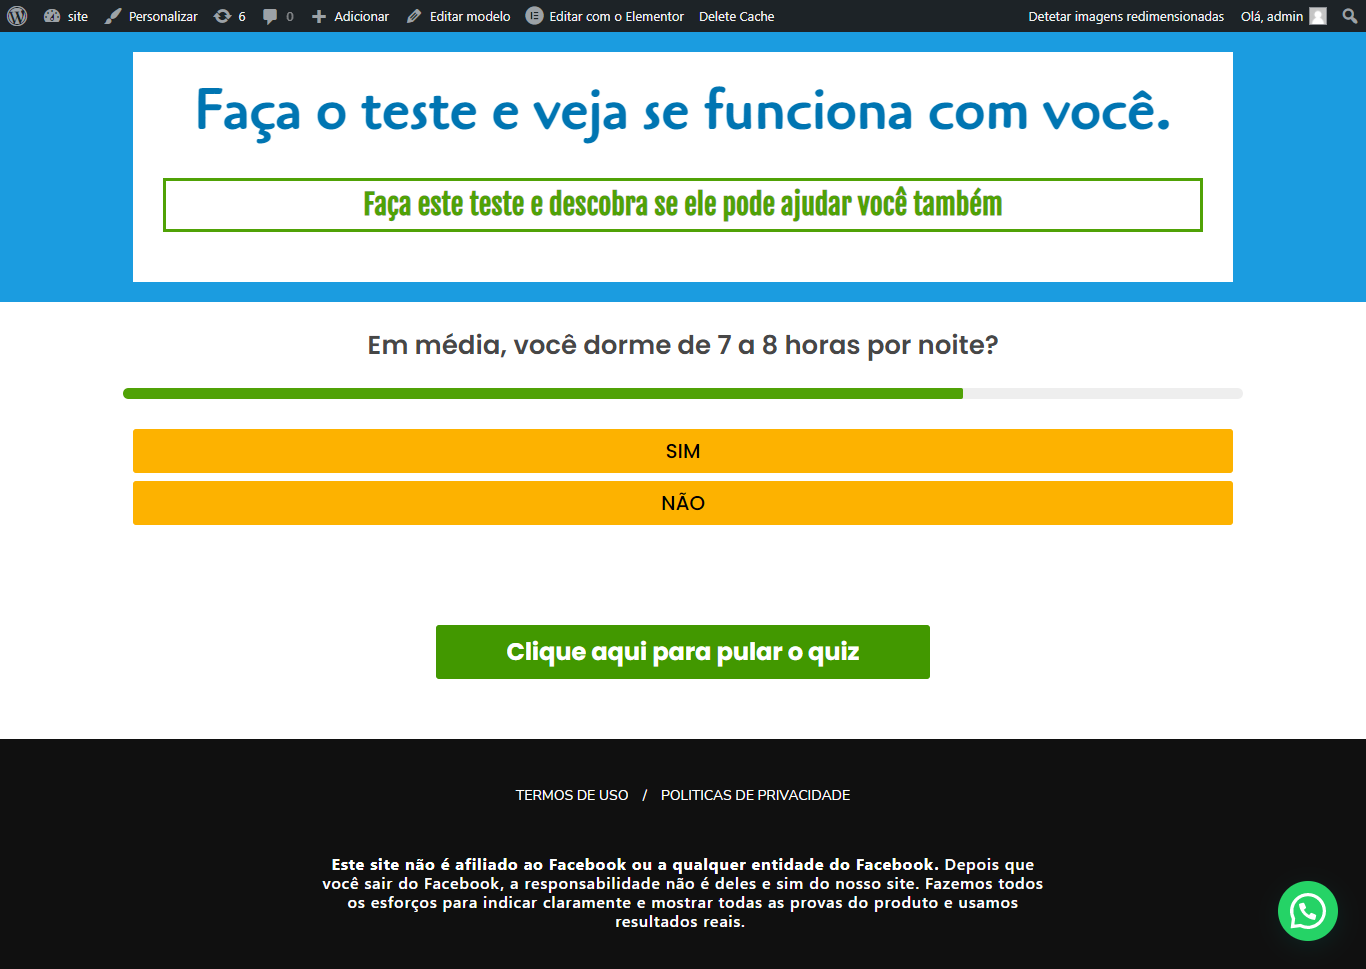 site Personalizar 6 0 Adicionar Editar modelo Editar com o Elementor Delete Cache Detetar imagens redimensionadas Olá, admin
Faça o teste e veja se funciona com você.
Faça este teste e descobra se ele pode ajudar você também
Em média, você dorme de 7 a 8 horas por noite?
SIM
NÃO
Clique aqui para pular o quiz
TERMOS DE USO / POLITICAS DE PRIVACIDADE
Este site não é afiliado ao Facebook ou a qualquer entidade do Facebook. Depois que
você sair do Facebook, a responsabilidade não é deles e sim do nosso site. Fazemos todos
os esforços para indicar claramente e mostrar todas as provas do produto e usamos
resultados reais.